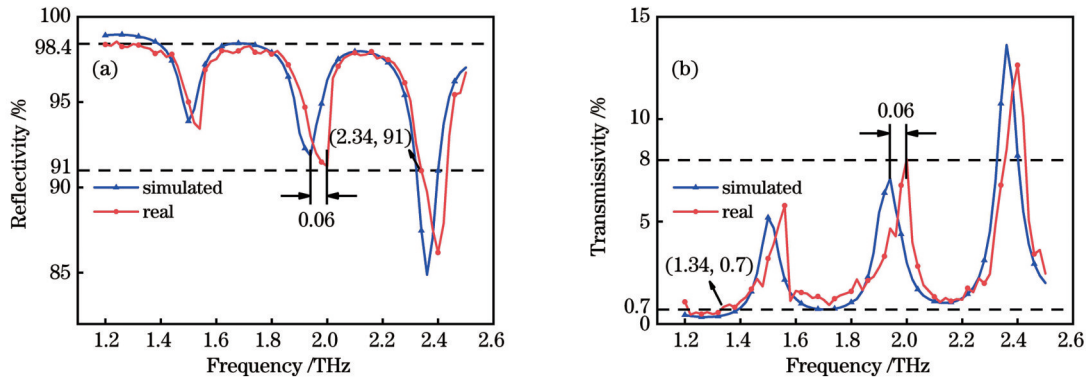 100
98.4
95
91
90
85
Reflectivity /%
(a)
(2.34, 91)
simulated
real
0.06
1.2 1.4 1.6 1.8 2.0 2.2 2.4 2.6
Frequency /THz
15
10
8
5
0.7
0
Transmissivity /%
(b)
0.06
simulated
real
(1.34, 0.7)
1.2 1.4 1.6 1.8 2.0 2.2 2.4 2.6
Frequency /THz